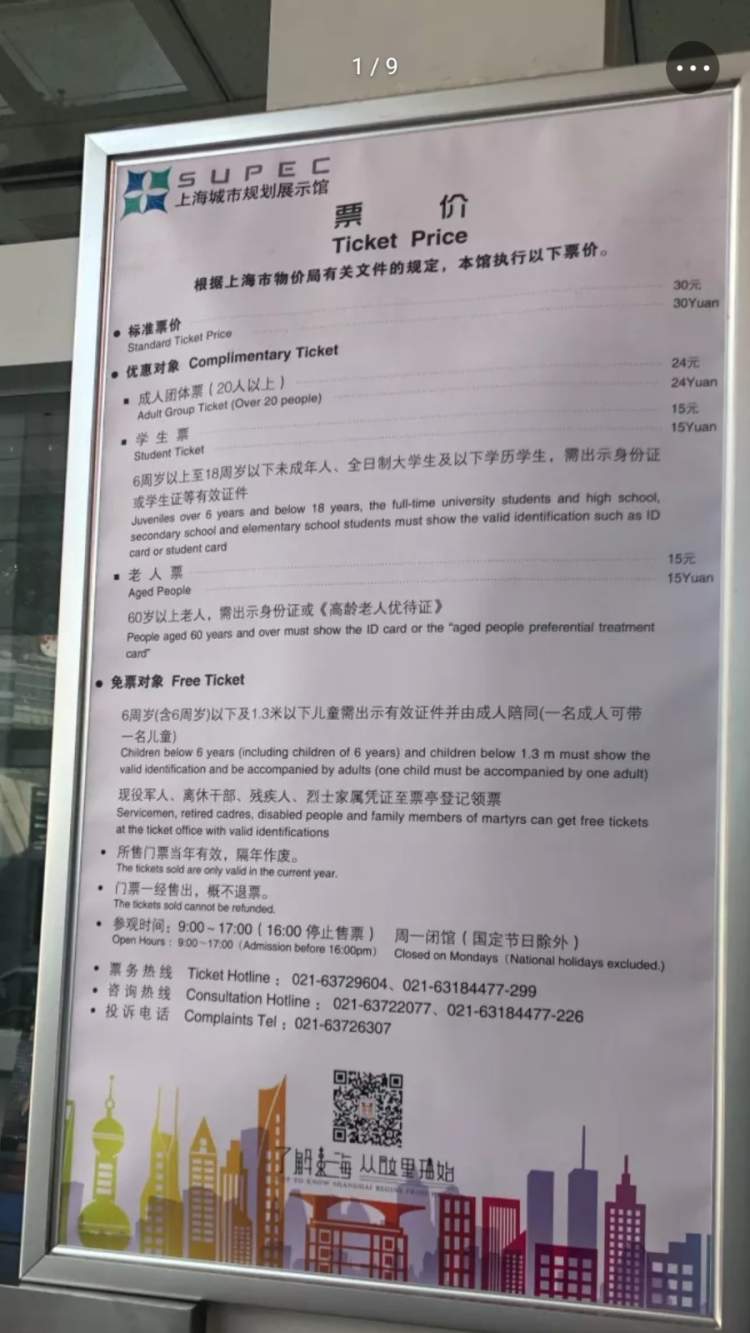 1 / 9
SUPEC
上海城市规划展示馆
票 价
Ticket Price
根据上海市物价局有关文件的规定，本馆执行以下票价。
• 标准票价 30元
Standard Ticket Price 30Yuan
• 优惠对象 Complimentary Ticket
▪ 成人团体票（20人以上） 24元
Adult Group Ticket (Over 20 people) 24Yuan
▪ 学 生 票 15元
Student Ticket 15Yuan
6周岁以上至18周岁以下未成年人、全日制大学生及以下学历学生，需出示身份证
或学生证等有效证件
Juveniles over 6 years and below 18 years, the full-time university students and high school,
secondary school and elementary school students must show the valid identification such as ID
card or student card
▪ 老 人 票 15元
Aged People 15Yuan
60岁以上老人，需出示身份证或《高龄老人优待证》
People aged 60 years and over must show the ID card or the "aged people preferential treatment
card"
• 免票对象 Free Ticket
6周岁(含6周岁)以下及1.3米以下儿童需出示有效证件并由成人陪同(一名成人可带
一名儿童)
Children below 6 years (including children of 6 years) and children below 1.3 m must show the
valid identification and be accompanied by adults (one child must be accompanied by one adult)
现役军人、离休干部、残疾人、烈士家属凭证至票亭登记领票
Servicemen, retired cadres, disabled people and family members of martyrs can get free tickets
at the ticket office with valid identifications
• 所售门票当年有效，隔年作废。
The tickets sold are only valid in the current year.
• 门票一经售出，概不退票。
The tickets sold cannot be refunded.
• 参观时间：9:00～17:00（16:00 停止售票） 周一闭馆（国定节日除外）
Open Hours：9:00～17:00（Admission before 16:00pm） Closed on Mondays（National holidays excluded.)
• 票务热线 Ticket Hotline： 021-63729604、021-63184477-299
• 咨询热线 Consultation Hotline： 021-63722077、021-63184477-226
• 投诉电话 Complaints Tel：021-63726307
了解上海 从这里开始